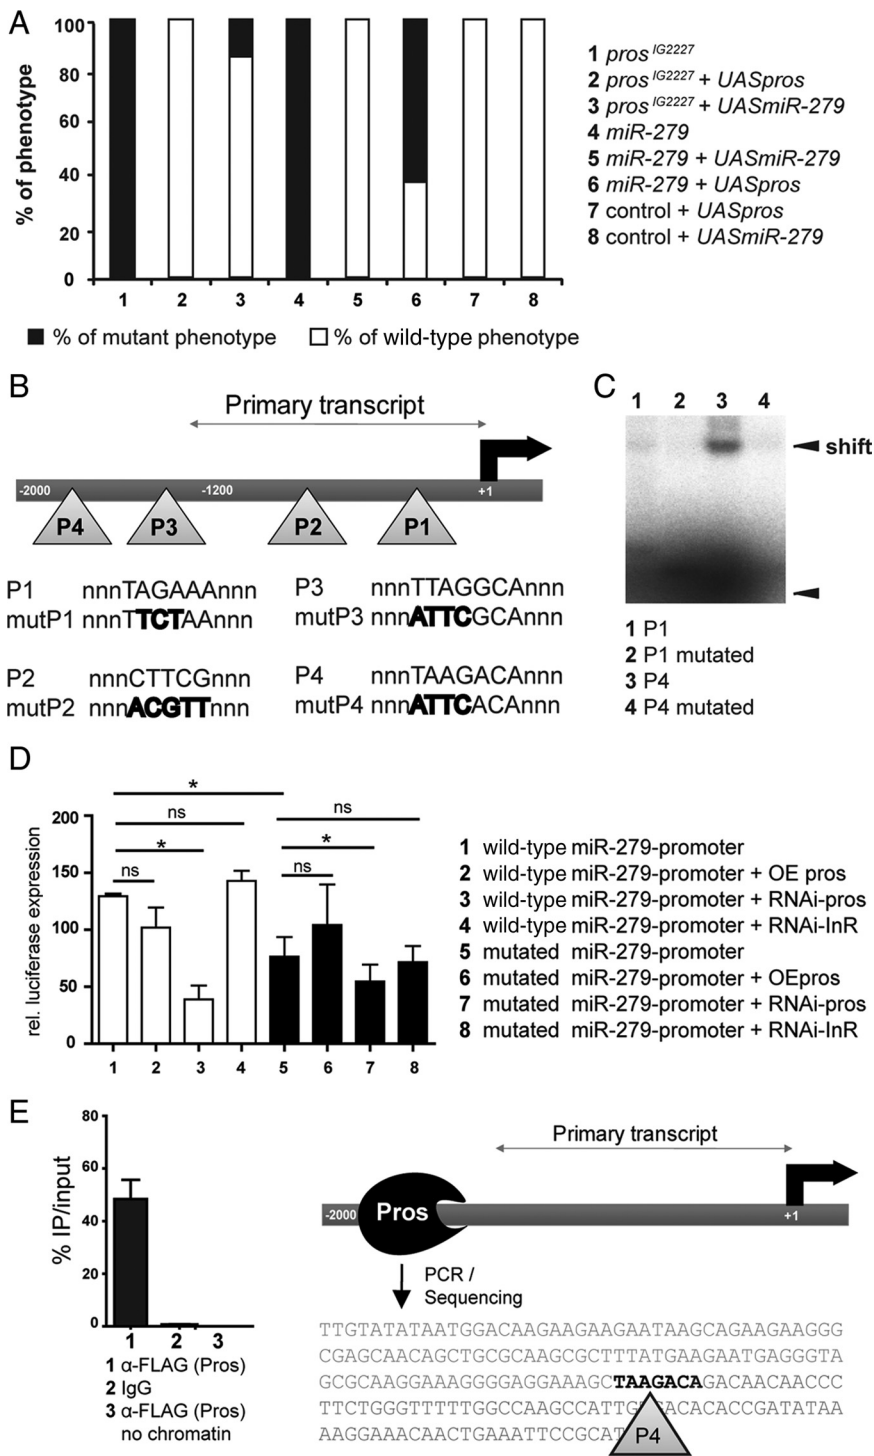 A
% of phenotype
100
80
60
40
20
0
1 2 3 4 5 6 7 8
% of mutant phenotype
% of wild-type phenotype
1 pros IG2227
2 pros IG2227 + UASpros
3 pros IG2227 + UASmiR-279
4 miR-279
5 miR-279 + UASmiR-279
6 miR-279 + UASpros
7 control + UASpros
8 control + UASmiR-279
B
Primary transcript
-2000 -1200 +1
P4 P3 P2 P1
P1 nnnTAGAAAnnn
mutP1 nnnTTCTAAnnn
P2 nnnCTTCGnnn
mutP2 nnnACGTTnnn
P3 nnnTTAGGCAnnn
mutP3 nnnATTCGCAnnn
P4 nnnTAAGACAnnn
mutP4 nnnATTCACAnnn
C
1 2 3 4
shift
1 P1
2 P1 mutated
3 P4
4 P4 mutated
D
rel. luciferase expression
200
150
100
50
0
*
ns
*
ns
ns
*
ns
1 2 3 4 5 6 7 8
1 wild-type miR-279-promoter
2 wild-type miR-279-promoter + OE pros
3 wild-type miR-279-promoter + RNAi-pros
4 wild-type miR-279-promoter + RNAi-InR
5 mutated miR-279-promoter
6 mutated miR-279-promoter + OEpros
7 mutated miR-279-promoter + RNAi-pros
8 mutated miR-279-promoter + RNAi-InR
E
% IP/input
80
60
40
20
0
1 2 3
1 α-FLAG (Pros)
2 IgG
3 α-FLAG (Pros)
no chromatin
Primary transcript
-2000 Pros +1
PCR /
Sequencing
TTGTATATAATGGACAAGAAGAAGAATAAGCAGAAGAAGGG
CGAGCAACAGCTGCGCAAGCGCTTTATGAAGAATGAGGGTA
GCGCAAGGAAAGGGGAGGAAAGCTAAGACAGACAACAACCC
TTCTGGGTTTTTGGCCAAGCCATTG GACACACCGATATAA
AAGGAAACAACTGAAATTCCGCAT
P4